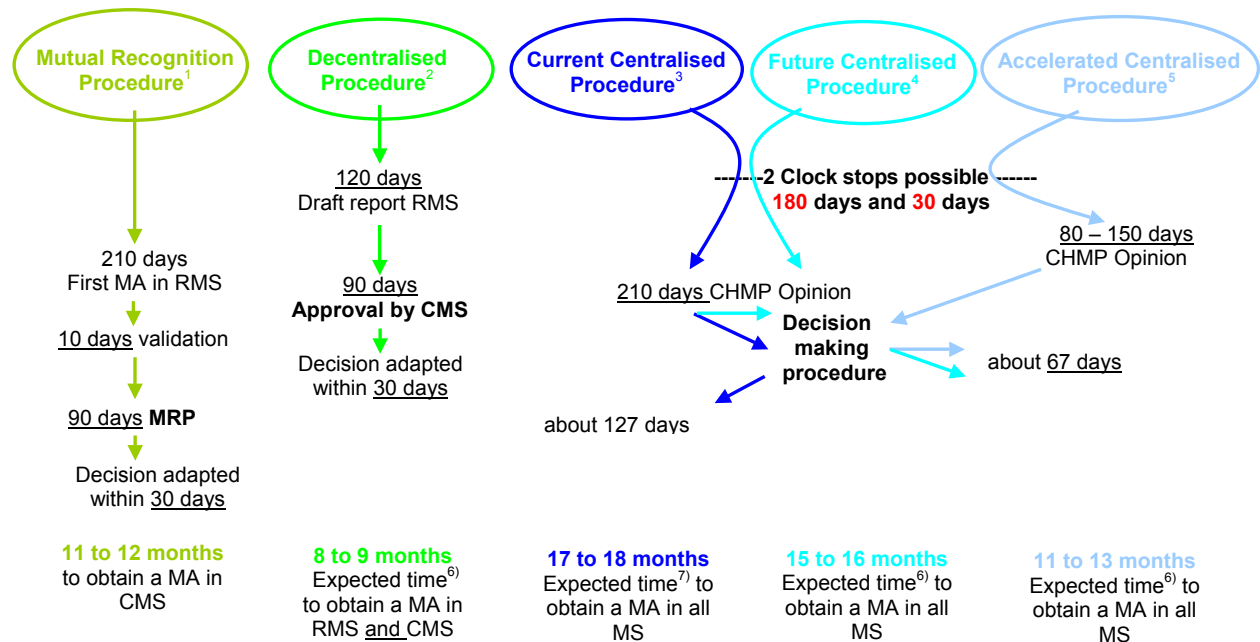 Mutual Recognition
Procedure1
Decentralised
Procedure2
Current Centralised
Procedure3
Future Centralised
Procedure4
Accelerated Centralised
Procedure5
210 days
First MA in RMS
10 days validation
90 days MRP
Decision adapted
within 30 days
120 days
Draft report RMS
90 days
Approval by CMS
Decision adapted
within 30 days
-------2 Clock stops possible ------
180 days and 30 days
80 – 150 days
CHMP Opinion
210 days CHMP Opinion
Decision
making
procedure
about 67 days
about 127 days
11 to 12 months
to obtain a MA in
CMS
8 to 9 months
Expected time6)
to obtain a MA in
RMS and CMS
17 to 18 months
Expected time7) to
obtain a MA in all
MS
15 to 16 months
Expected time6) to
obtain a MA in all
MS
11 to 13 months
Expected time6) to
obtain a MA in all
MS